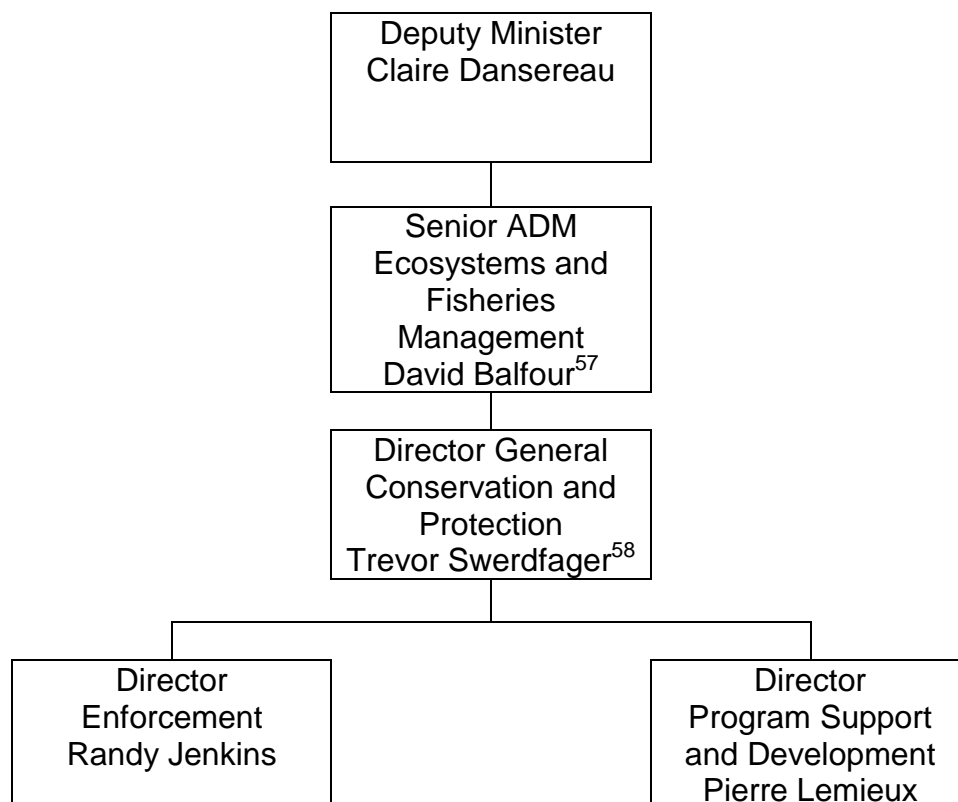 Deputy Minister
Claire Dansereau
Senior ADM
Ecosystems and
Fisheries
Management
David Balfour57
Director General
Conservation and
Protection
Trevor Swerdfager58
Director
Enforcement
Randy Jenkins
Director
Program Support
and Development
Pierre Lemieux